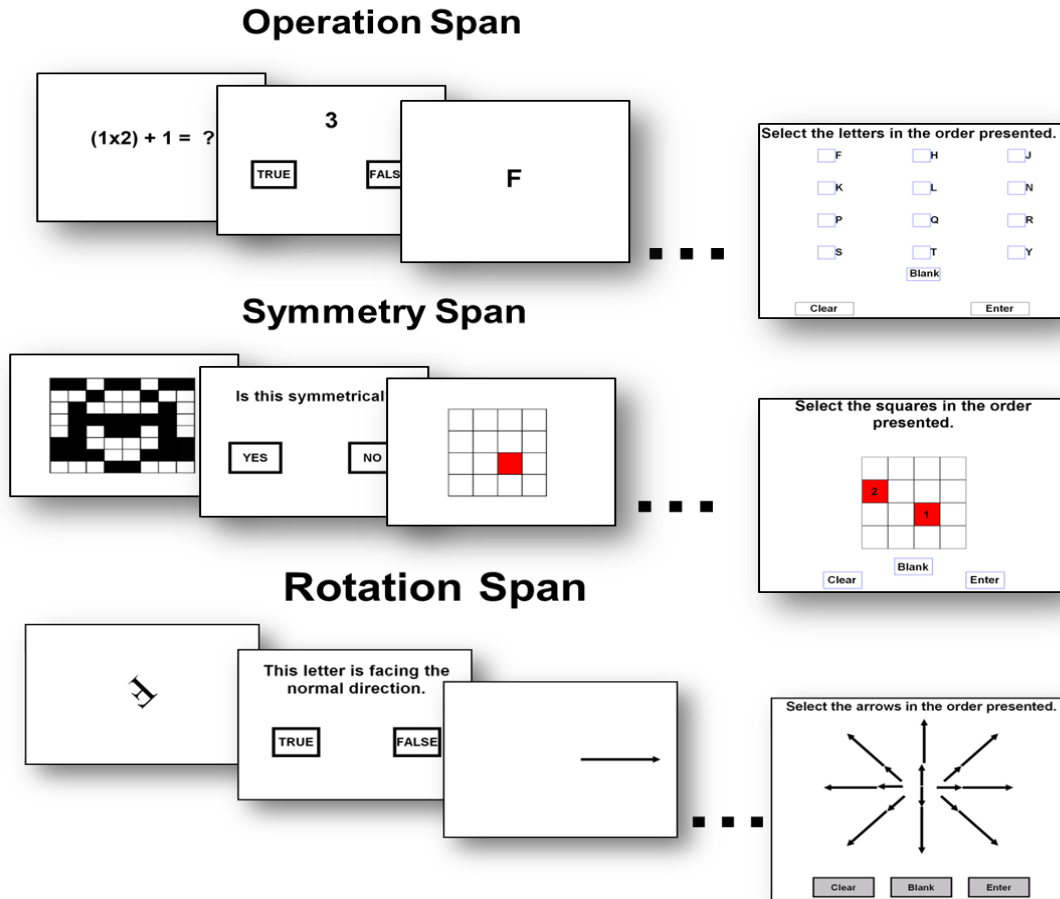 Operation Span
(1x2) + 1 = ?
3
TRUE
FALS
F
Select the letters in the order presented.
F H J
K L N
P Q R
S T Y
Blank
Clear Enter
Symmetry Span
Is this symmetrical
YES
NO
Select the squares in the order
presented.
2
1
Blank
Clear Enter
Rotation Span
F
This letter is facing the
normal direction.
TRUE
FALSE
Select the arrows in the order presented.
Clear Blank Enter